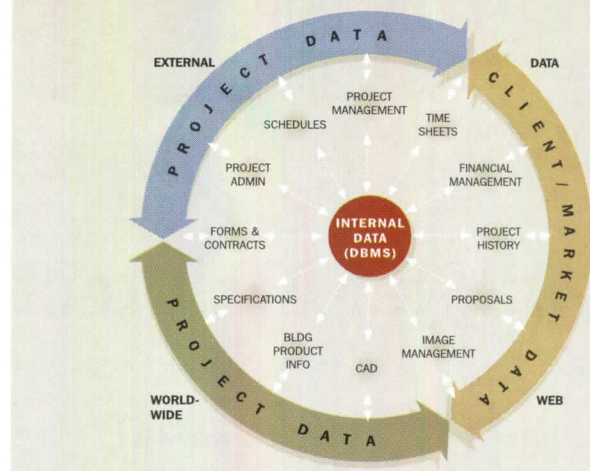 PROJECT DATA
EXTERNAL
DATA
CLIENT/MARKET DATA
PROJECT
MANAGEMENT
SCHEDULES
TIME
SHEETS
PROJECT
ADMIN
FINANCIAL
MANAGEMENT
FORMS &
CONTRACTS
INTERNAL
DATA
(DBMS)
PROJECT
HISTORY
SPECIFICATIONS
PROPOSALS
BLDG
PRODUCT
INFO
CAD
IMAGE
MANAGEMENT
WORLD-
WIDE
WEB
PROJECT DATA